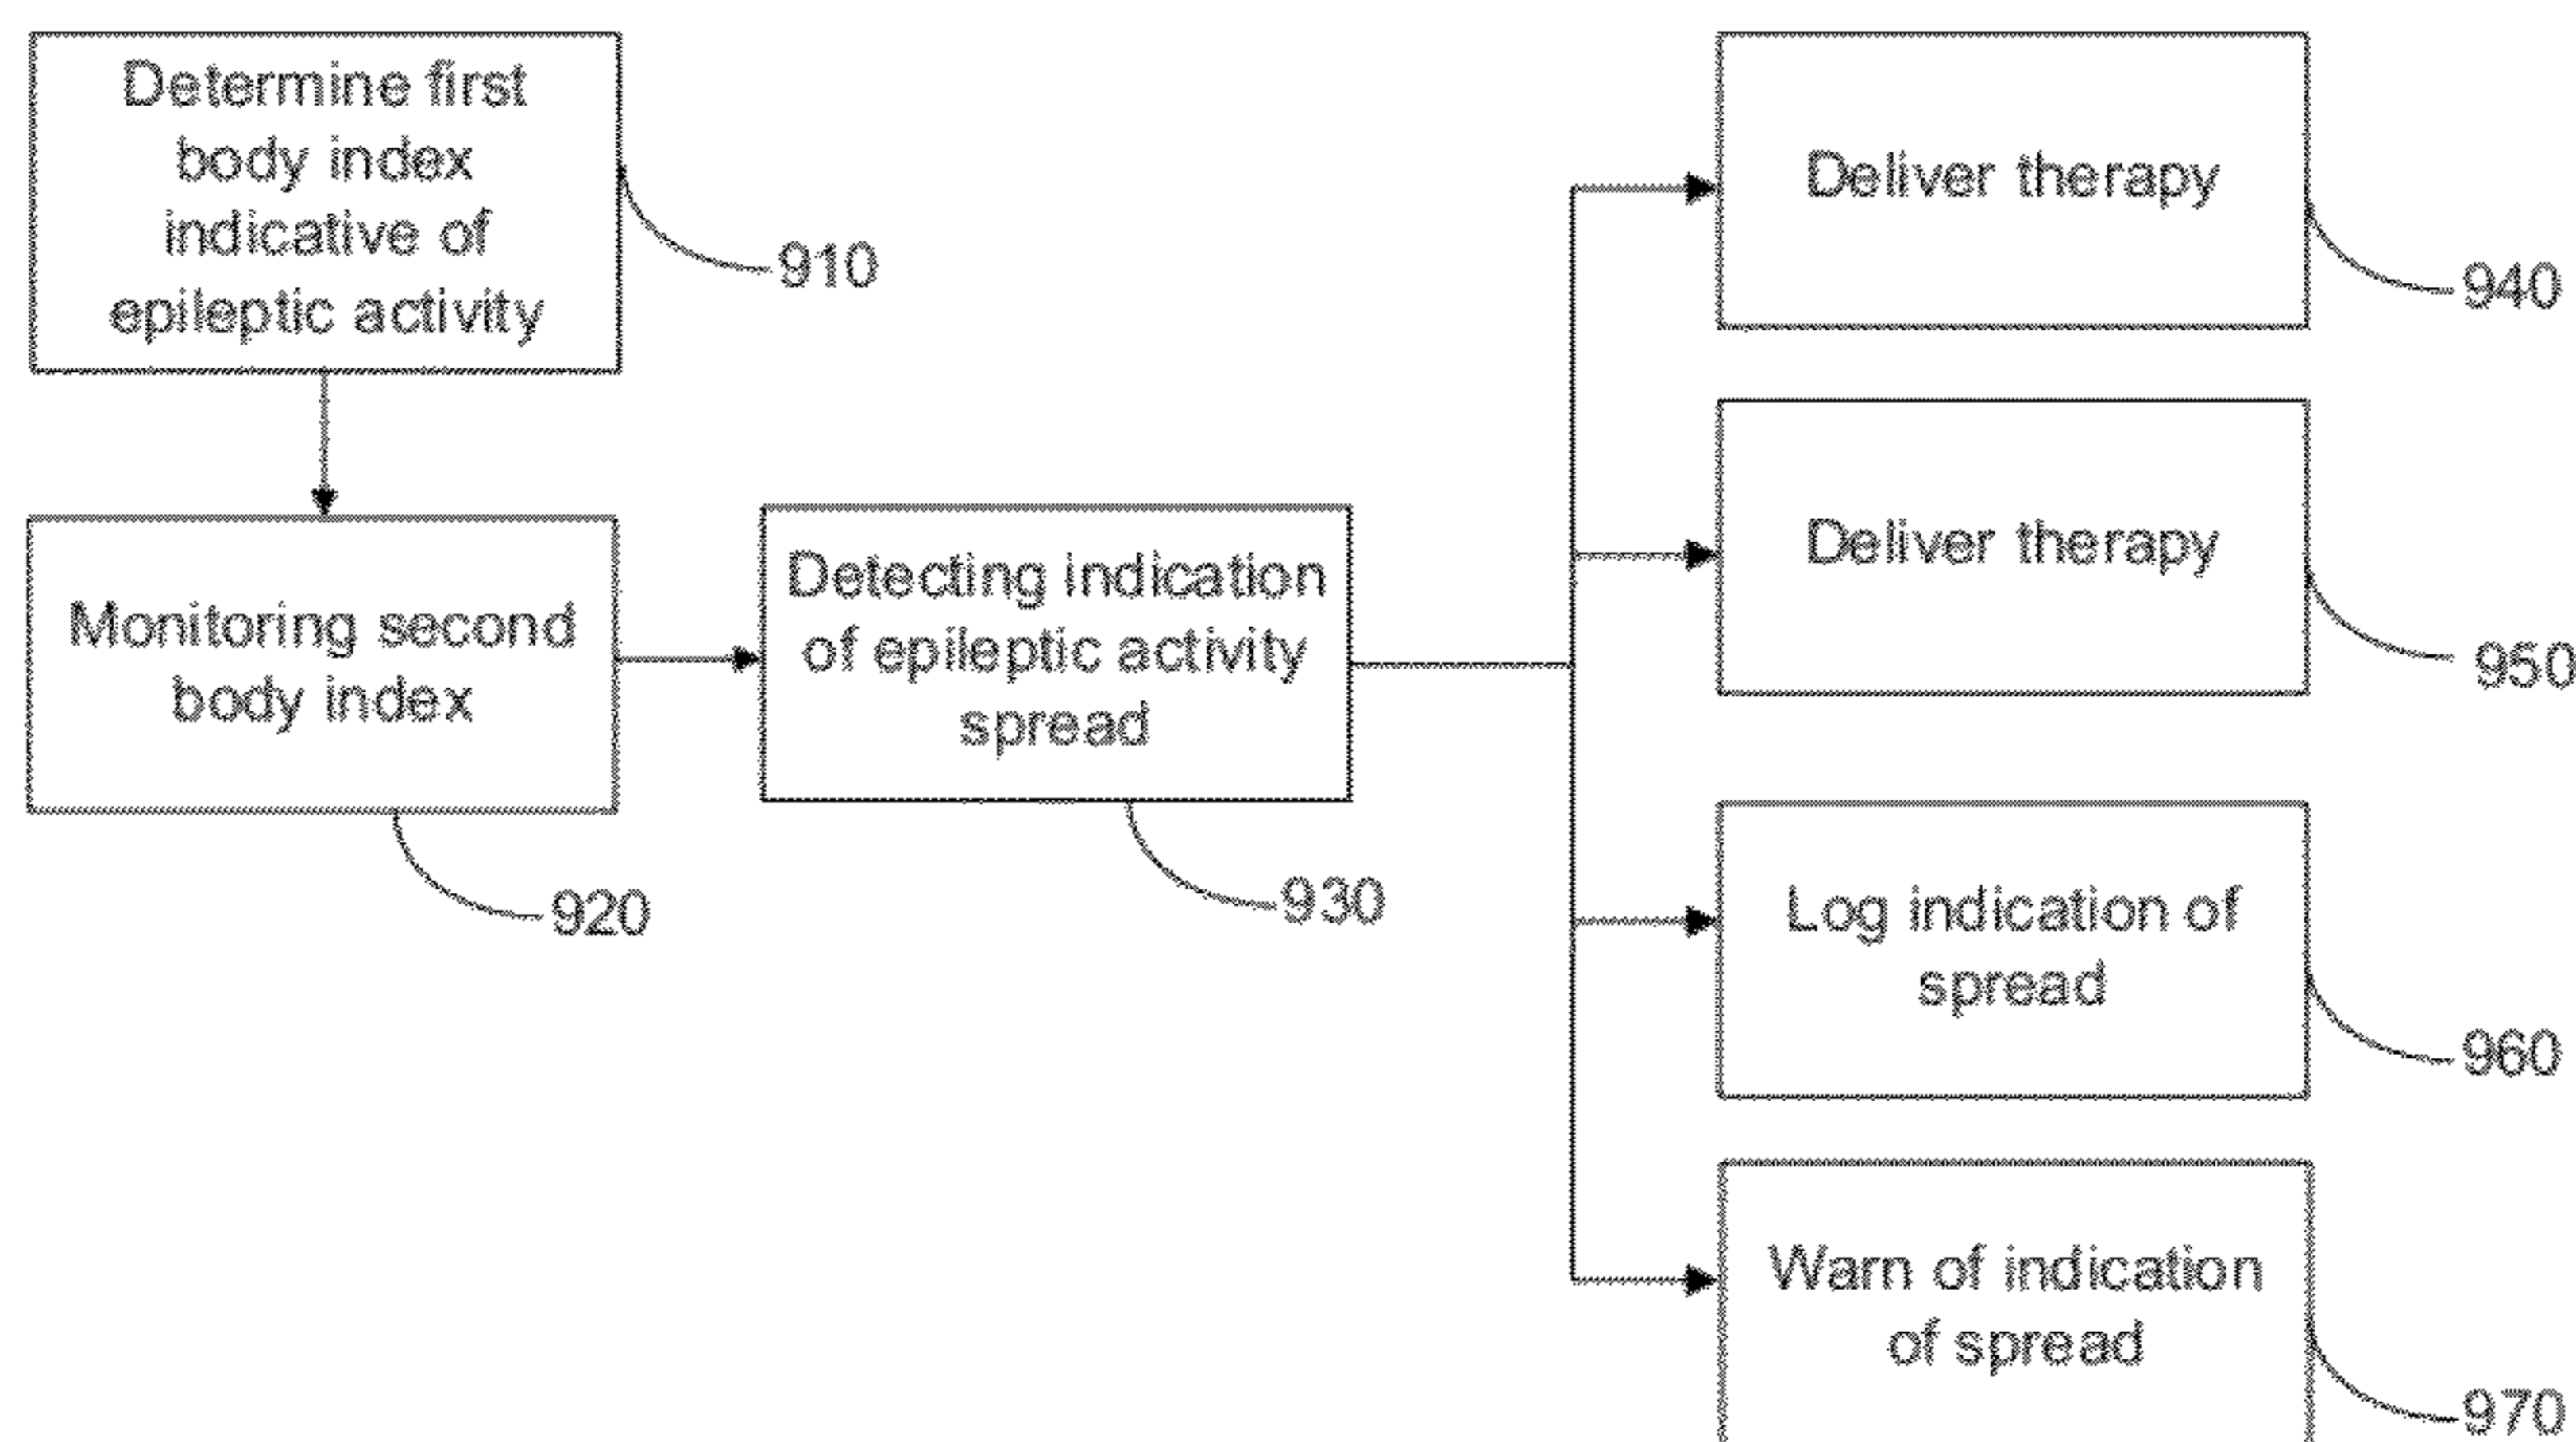 Determine first
body index
indicative of
epileptic activity
910
Monitoring second
body index
920
Detecting indication
of epileptic activity
spread
930
Deliver therapy
940
Deliver therapy
950
Log indication of
spread
960
Warn of indication
of spread
970